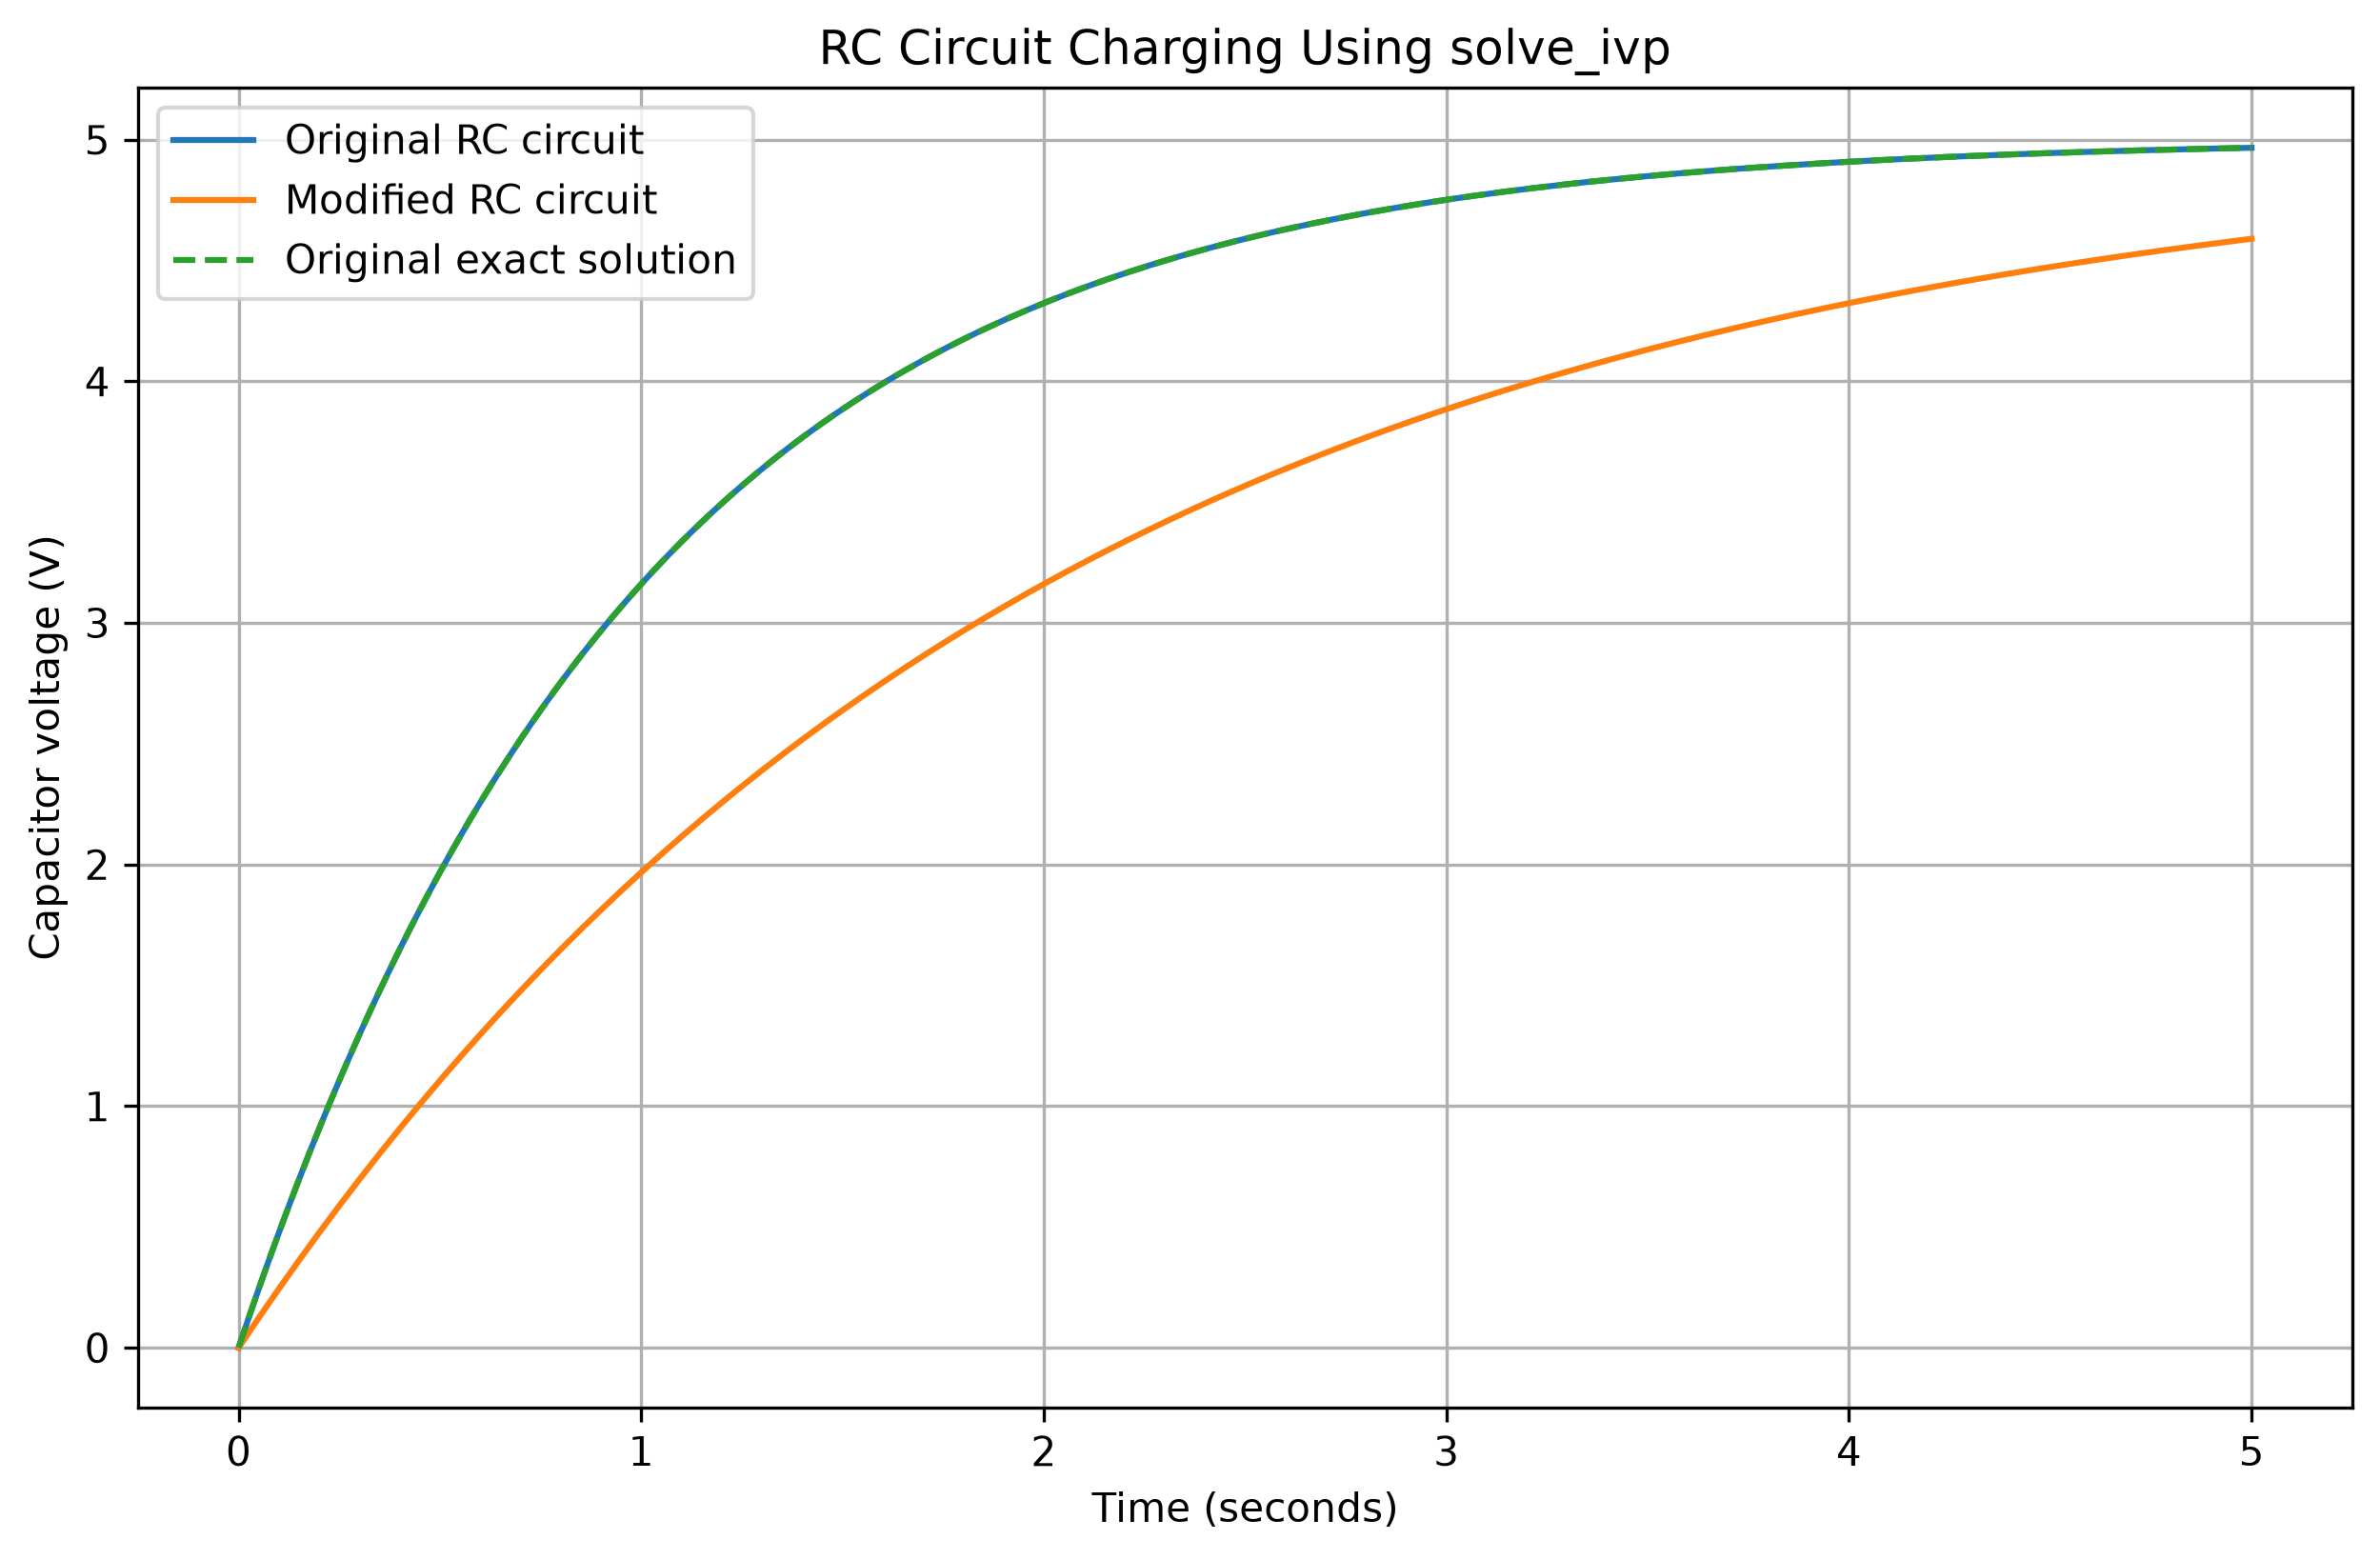 RC Circuit Charging Using solve_ivp
Original RC circuit
Modified RC circuit
Original exact solution
Capacitor voltage (V)
5
4
3
2
1
0
0 1 2 3 4 5
Time (seconds)